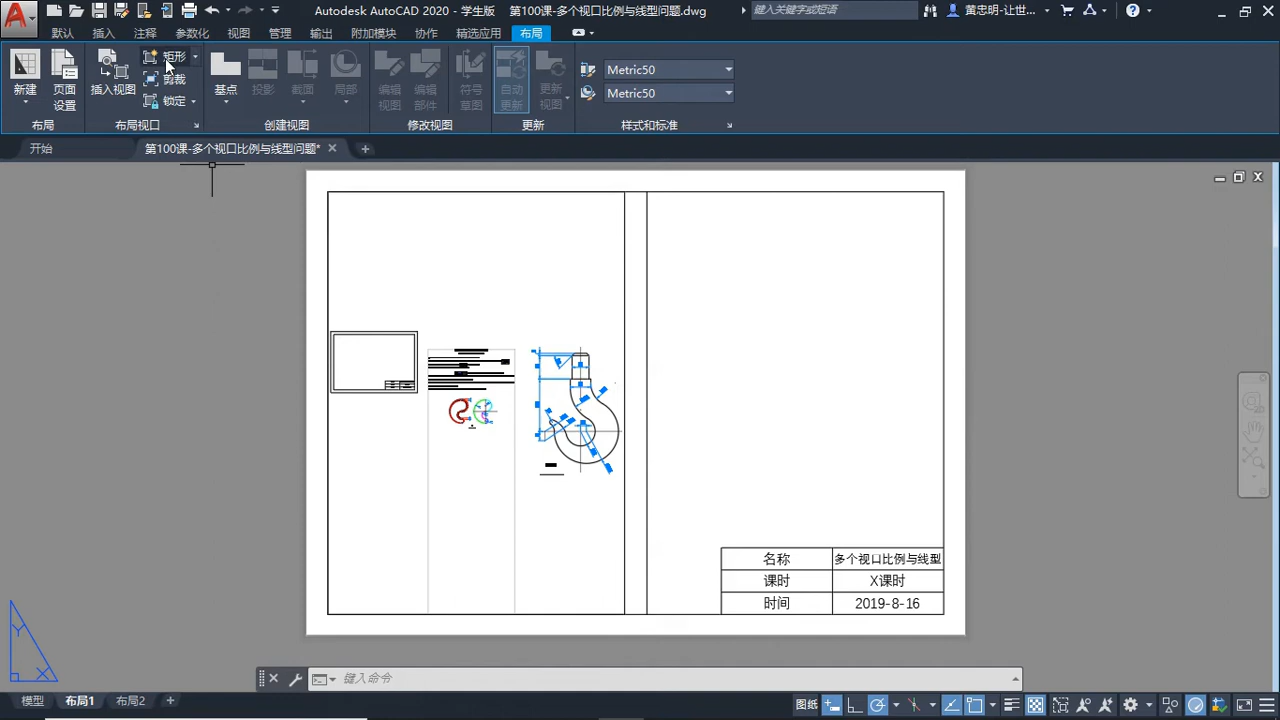 Autodesk AutoCAD 2020 - 学生版 第100课-多个视口比例与线型问题.dwg 键入关键字或短语 黄志明-让世...
默认 插入 注释 参数化 视图 管理 输出 附加模块 协作 精选应用 布局
新建 页面设置 插入视图 矩形 剪裁 锁定 基点 投影 截面 局部 编辑视图 编辑部件 符号草图 自动更新 更新视图 Metric50 Metric50
布局 布局视口 创建视图 修改视图 更新 样式和标准
开始 第100课-多个视口比例与线型问题*
名称 多个视口比例与线型
课时 X课时
时间 2019-8-16
Y
X
键入命令
模型 布局1 布局2 图纸